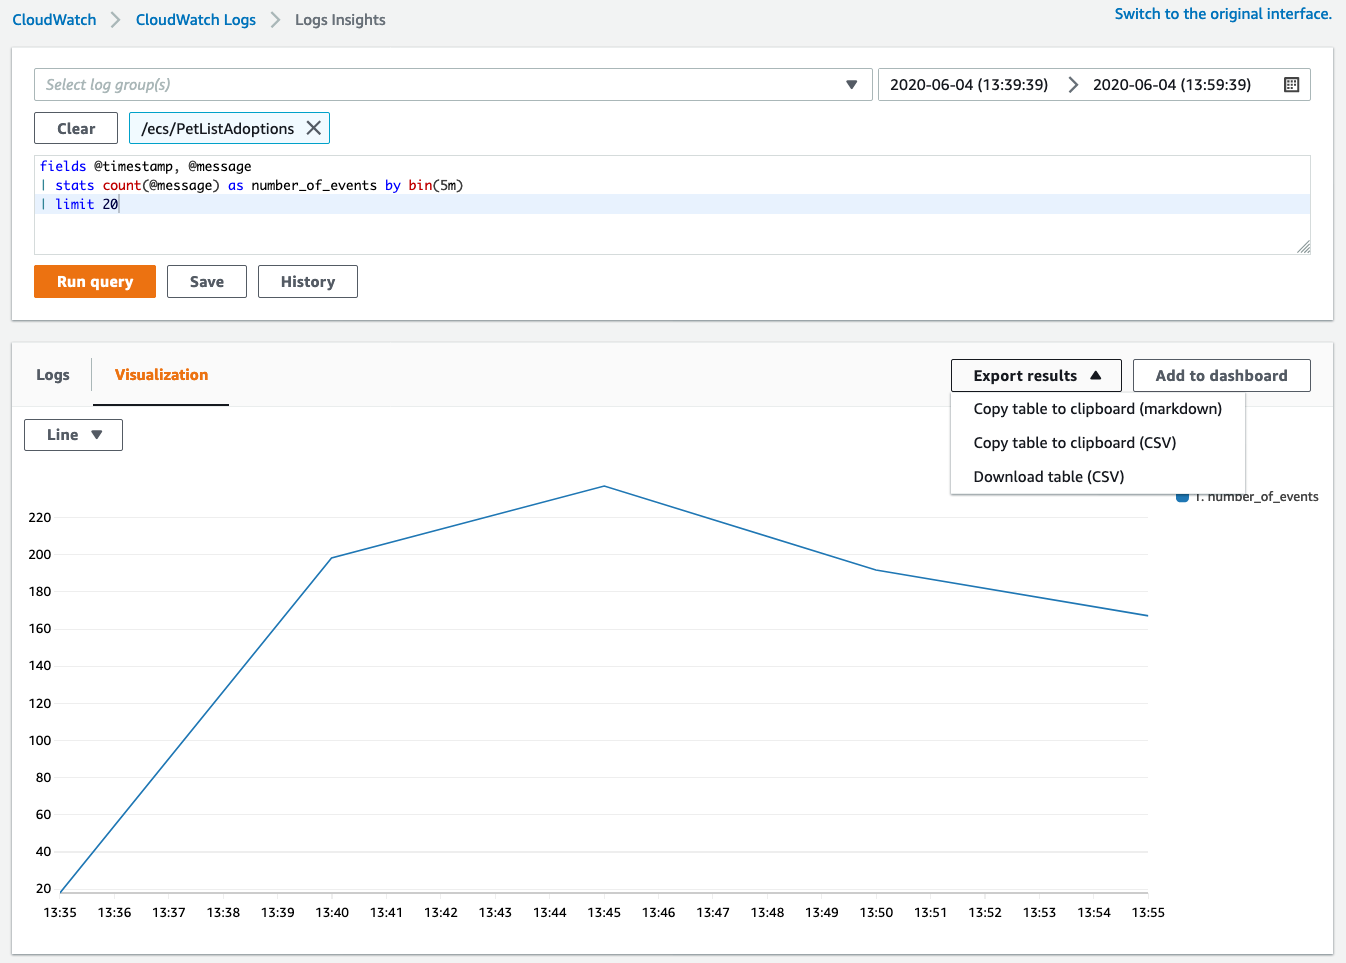 CloudWatch > CloudWatch Logs > Logs Insights
Switch to the original interface.
Select log group(s)
2020-06-04 (13:39:39) > 2020-06-04 (13:59:39)
Clear
/ecs/PetListAdoptions
fields @timestamp, @message
| stats count(@message) as number_of_events by bin(5m)
| limit 20
Run query
Save
History
Logs
Visualization
Export results
Add to dashboard
Copy table to clipboard (markdown)
Copy table to clipboard (CSV)
Download table (CSV)
Line
1. number_of_events
220
200
180
160
140
120
100
80
60
40
20
13:35 13:36 13:37 13:38 13:39 13:40 13:41 13:42 13:43 13:44 13:45 13:46 13:47 13:48 13:49 13:50 13:51 13:52 13:53 13:54 13:55